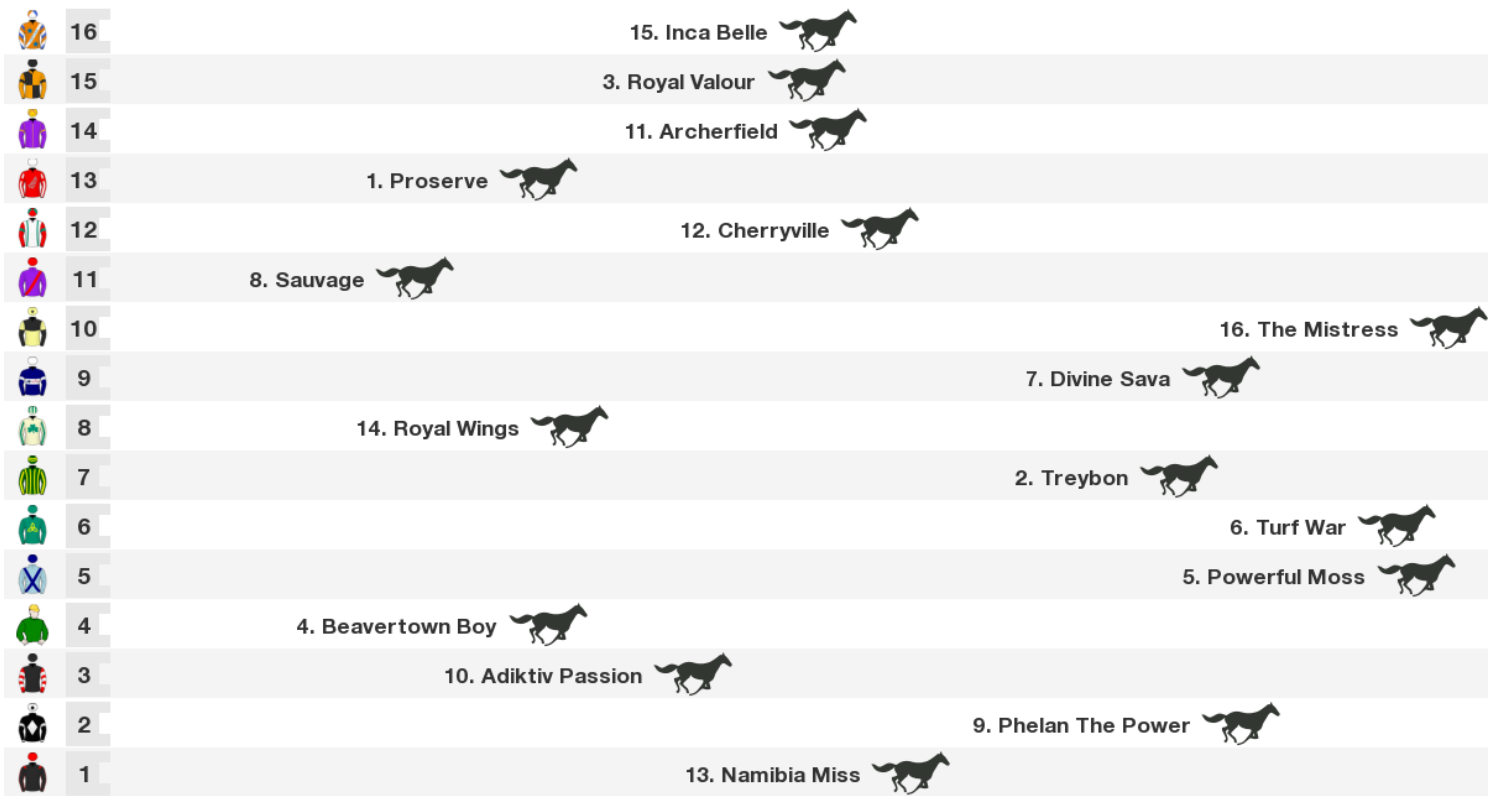 16 15. Inca Belle
15 3. Royal Valour
14 11. Archerfield
13 1. Proserve
12 12. Cherryville
11 8. Sauvage
10 16. The Mistress
9 7. Divine Sava
8 14. Royal Wings
7 2. Treybon
6 6. Turf War
5 5. Powerful Moss
4 4. Beavertown Boy
3 10. Adiktiv Passion
2 9. Phelan The Power
1 13. Namibia Miss